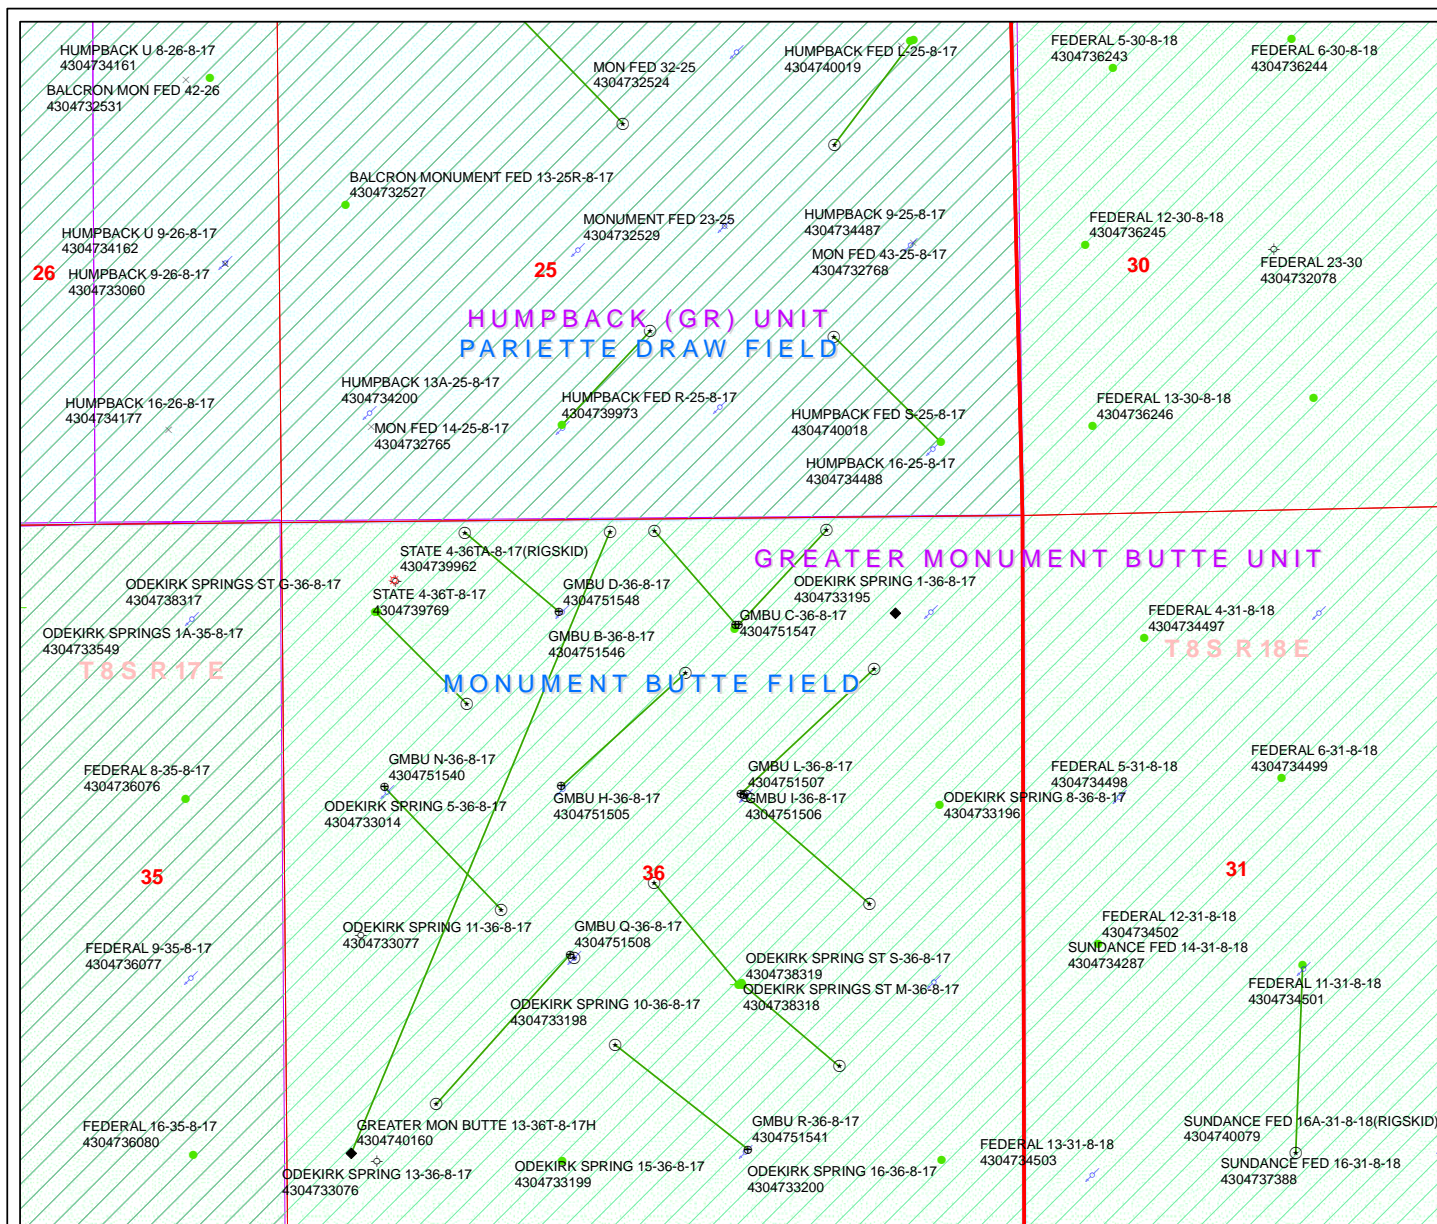 HUMPBACK U 8-26-8-17
4304734161
BALCRON MON FED 42-26
4304732531
MON FED 32-25
4304732524
HUMPBACK FED L-25-8-17
4304740019
FEDERAL 5-30-8-18
4304736243
FEDERAL 6-30-8-18
4304736244
BALCRON MONUMENT FED 13-25R-8-17
4304732527
HUMPBACK U 9-26-8-17
4304734162
HUMPBACK 9-26-8-17
4304733060
MONUMENT FED 23-25
4304732529
HUMPBACK 9-25-8-17
4304734487
MON FED 43-25-8-17
4304732768
FEDERAL 12-30-8-18
4304736245
FEDERAL 23-30
4304732078
26
25
30
HUMPBACK (GR) UNIT
PARIETTE DRAW FIELD
HUMPBACK 16-26-8-17
4304734177
HUMPBACK 13A-25-8-17
4304734200
MON FED 14-25-8-17
4304732765
HUMPBACK FED R-25-8-17
4304739973
HUMPBACK FED S-25-8-17
4304740018
HUMPBACK 16-25-8-17
4304734488
FEDERAL 13-30-8-18
4304736246
GREATER MONUMENT BUTTE UNIT
STATE 4-36TA-8-17(RIGSKID)
4304739962
STATE 4-36T-8-17
4304739769
ODEKIRK SPRINGS ST G-36-8-17
4304738317
ODEKIRK SPRINGS 1A-35-8-17
4304733549
GMBU D-36-8-17
4304751548
GMBU B-36-8-17
4304751546
ODEKIRK SPRING 1-36-8-17
4304733195
GMBU C-36-8-17
4304751547
FEDERAL 4-31-8-18
4304734497
T8S R17E
T8S R18E
MONUMENT BUTTE FIELD
FEDERAL 8-35-8-17
4304736076
GMBU N-36-8-17
4304751540
ODEKIRK SPRING 5-36-8-17
4304733014
GMBU H-36-8-17
4304751505
GMBU L-36-8-17
4304751507
GMBU I-36-8-17
4304751506
ODEKIRK SPRING 8-36-8-17
4304733196
FEDERAL 5-31-8-18
4304734498
FEDERAL 6-31-8-18
4304734499
35
36
31
FEDERAL 9-35-8-17
4304736077
ODEKIRK SPRING 11-36-8-17
4304733077
GMBU Q-36-8-17
4304751508
ODEKIRK SPRING 10-36-8-17
4304733198
ODEKIRK SPRING ST S-36-8-17
4304738319
ODEKIRK SPRINGS ST M-36-8-17
4304738318
FEDERAL 12-31-8-18
4304734502
SUNDANCE FED 14-31-8-18
4304734287
FEDERAL 11-31-8-18
4304734501
FEDERAL 16-35-8-17
4304736080
GREATER MON BUTTE 13-36T-8-17H
4304740160
ODEKIRK SPRING 13-36-8-17
4304733076
ODEKIRK SPRING 15-36-8-17
4304733199
GMBU R-36-8-17
4304751541
ODEKIRK SPRING 16-36-8-17
4304733200
FEDERAL 13-31-8-18
4304734503
SUNDANCE FED 16A-31-8-18(RIGSKID)
4304740079
SUNDANCE FED 16-31-8-18
4304737388